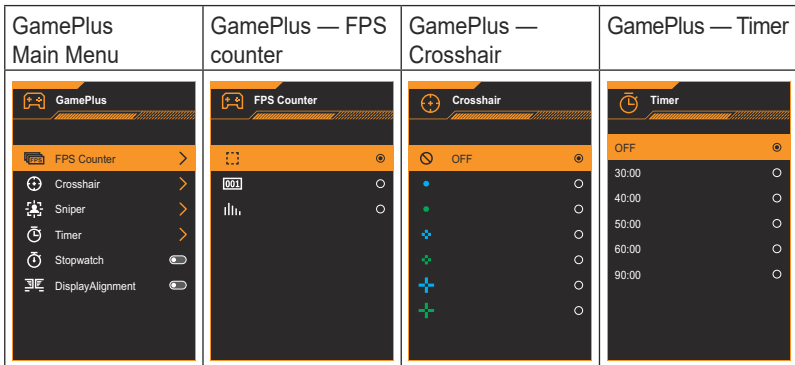 GamePlus
Main Menu
GamePlus — FPS
counter
GamePlus —
Crosshair
GamePlus — Timer
GamePlus
FPS FPS Counter
Crosshair
Sniper
Timer
Stopwatch
DisplayAlignment
FPS Counter
001
Crosshair
OFF
Timer
OFF
30:00
40:00
50:00
60:00
90:00